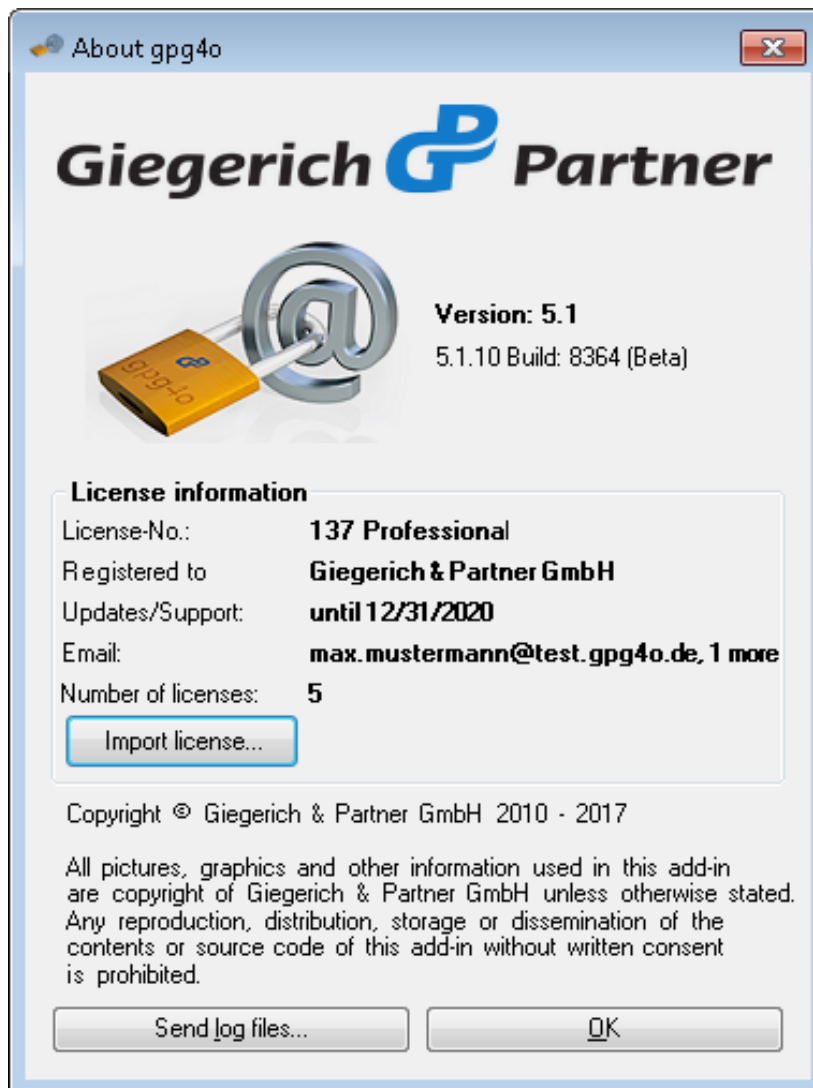 About gpg4o
Giegerich GP Partner
gpg4o
Version: 5.1
5.1.10 Build: 8364 (Beta)
License information
License-No.: 137 Professional
Registered to Giegerich & Partner GmbH
Updates/Support: until 12/31/2020
Email: max.mustermann@test.gpg4o.de, 1 more
Number of licenses: 5
Import license...
Copyright © Giegerich & Partner GmbH 2010 - 2017
All pictures, graphics and other information used in this add-in
are copyright of Giegerich & Partner GmbH unless otherwise stated.
Any reproduction, distribution, storage or dissemination of the
contents or source code of this add-in without written consent
is prohibited.
Send log files... OK